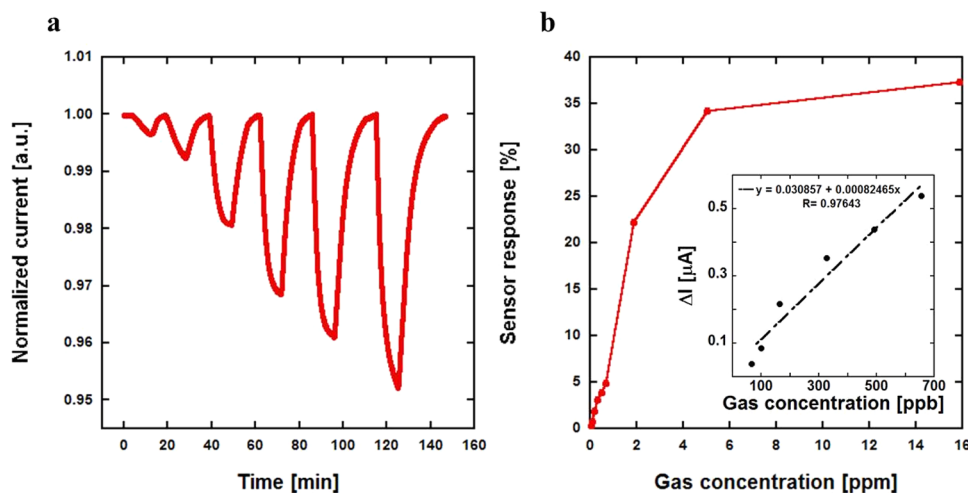 a
1.01
1.00
0.99
0.98
0.97
0.96
0.95
Normalized current [a.u.]
0 20 40 60 80 100 120 140 160
Time [min]
b
40
35
30
25
20
15
10
5
0
Sensor response [%]
0 2 4 6 8 10 12 14 16
Gas concentration [ppm]
y = 0.030857 + 0.00082465x
R= 0.97643
0.5
0.3
0.1
ΔI [μA]
100 300 500 700
Gas concentration [ppb]